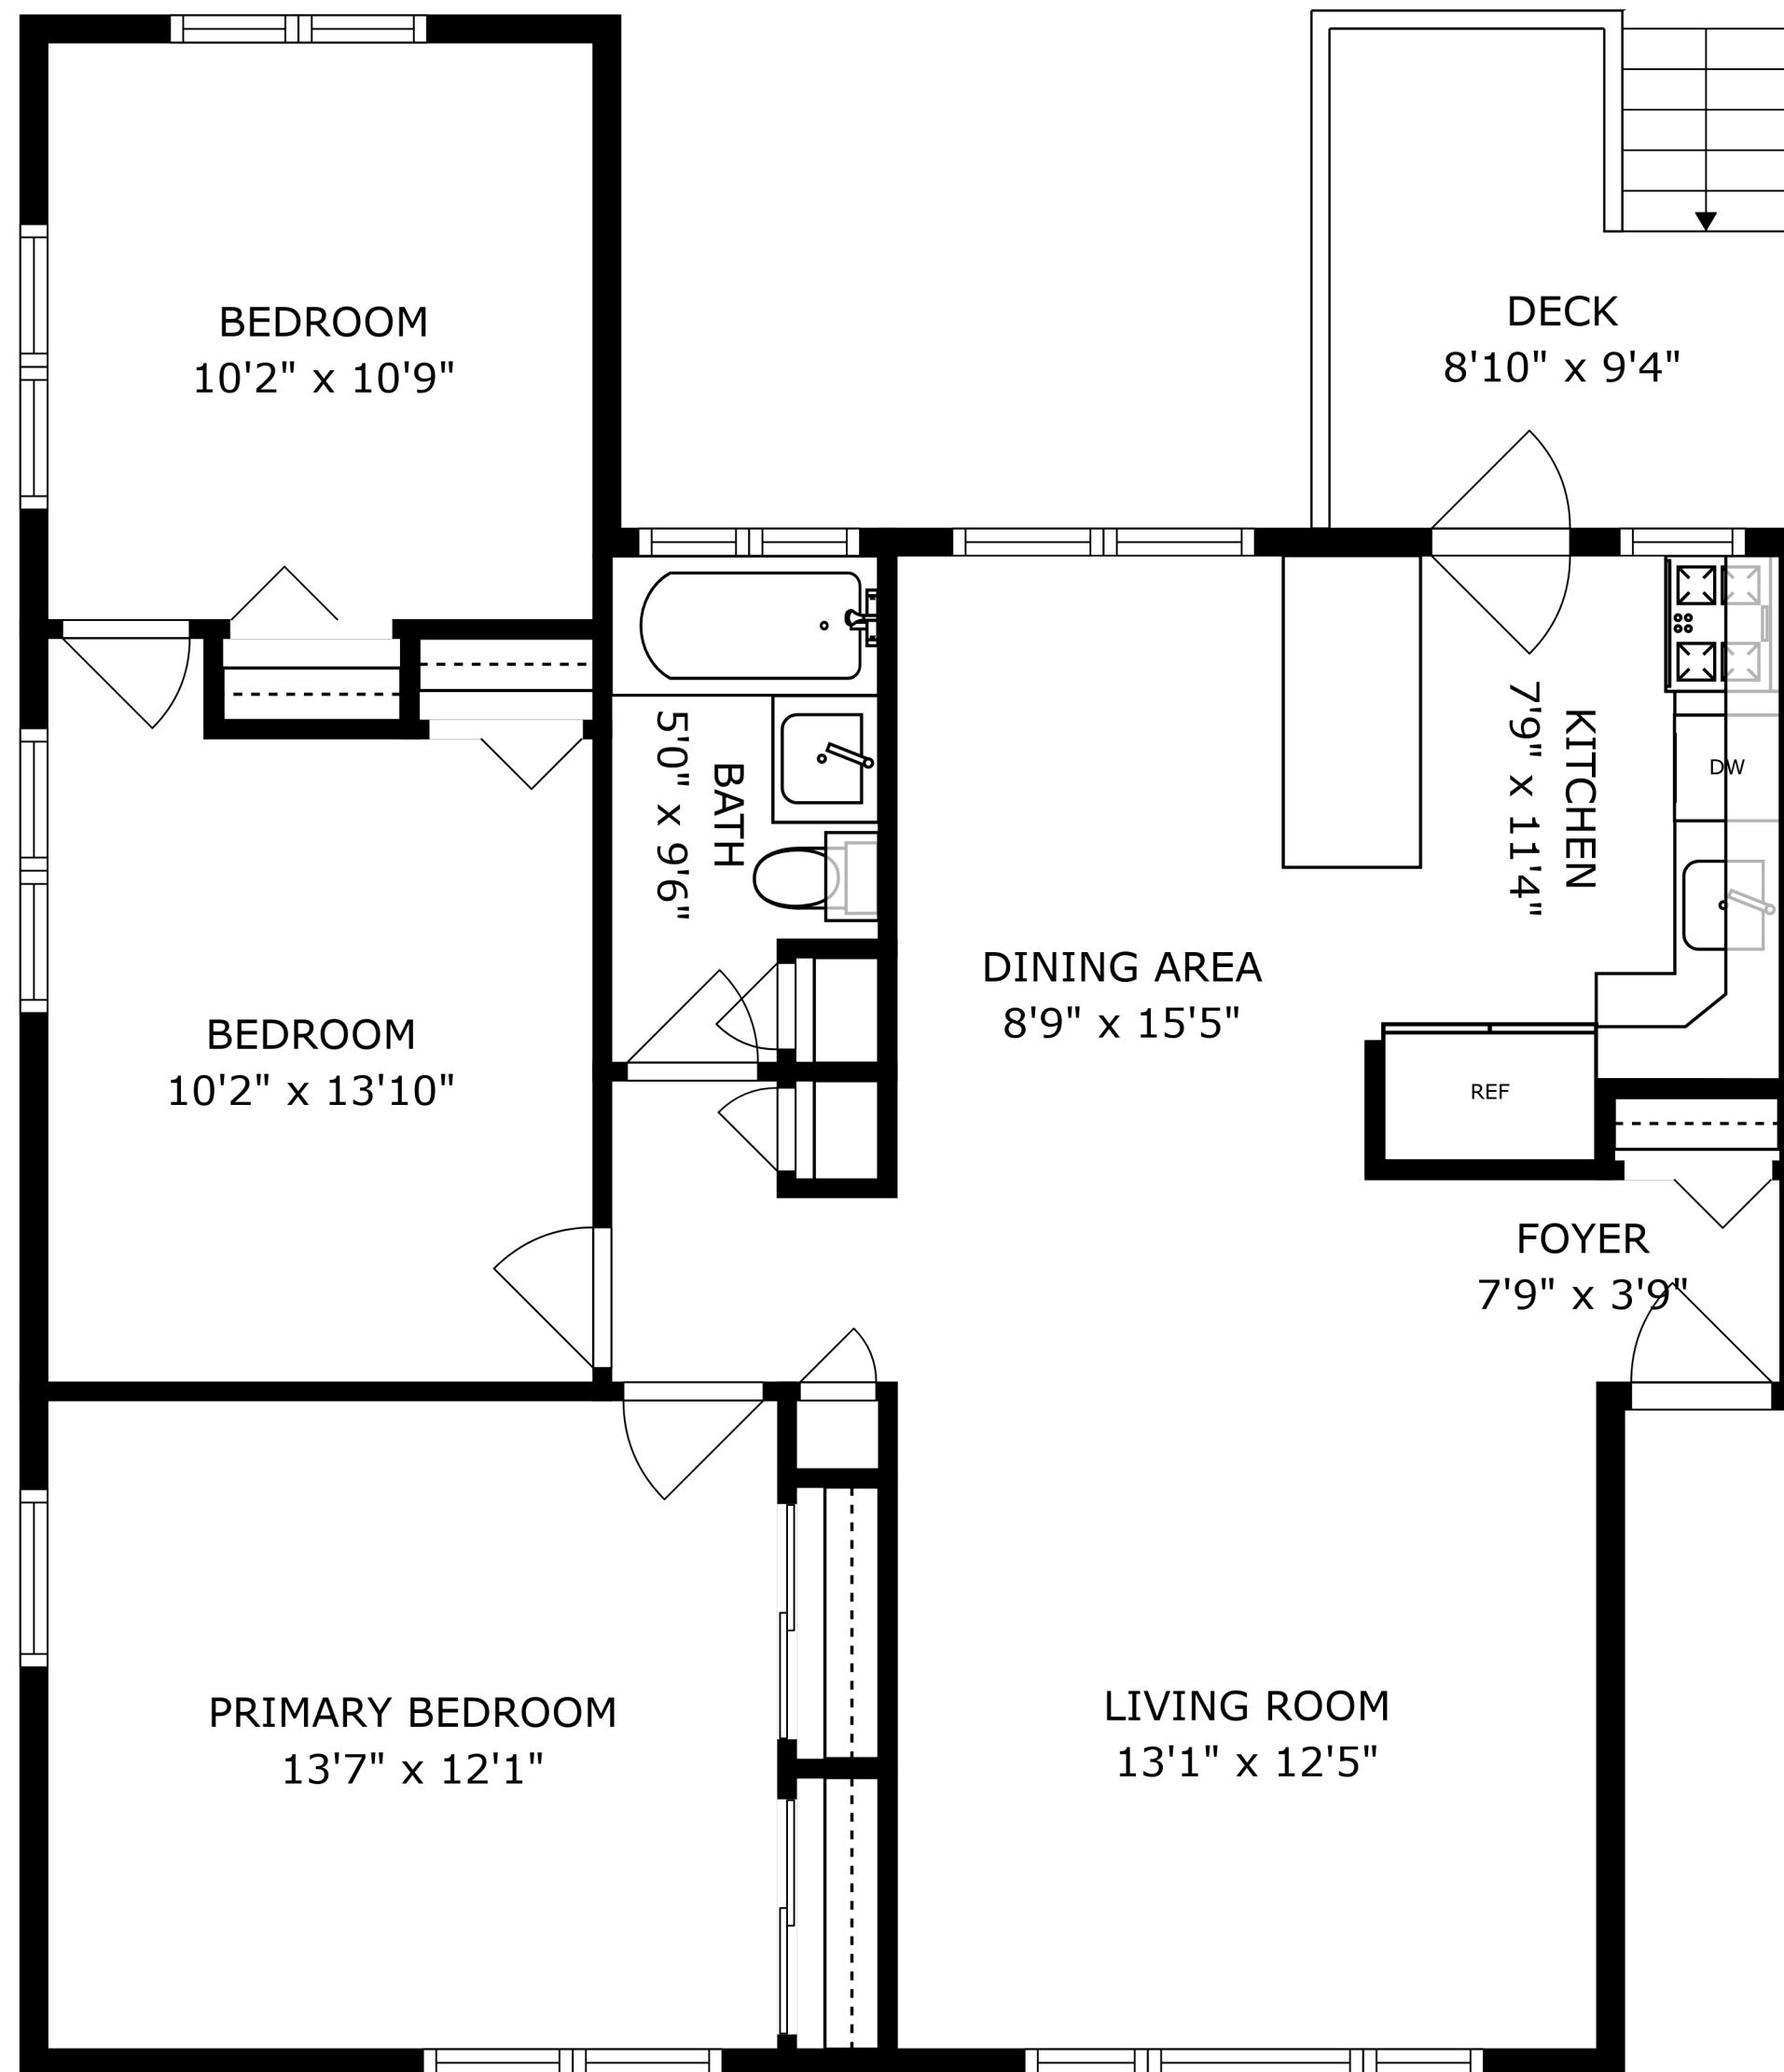 BEDROOM
10'2" x 10'9"
DECK
8'10" x 9'4"
BATH
5'0" x 9'6"
KITCHEN
7'9" x 11'4"
DW
DINING AREA
8'9" x 15'5"
BEDROOM
10'2" x 13'10"
REF
FOYER
7'9" x 3'9"
PRIMARY BEDROOM
13'7" x 12'1"
LIVING ROOM
13'1" x 12'5"